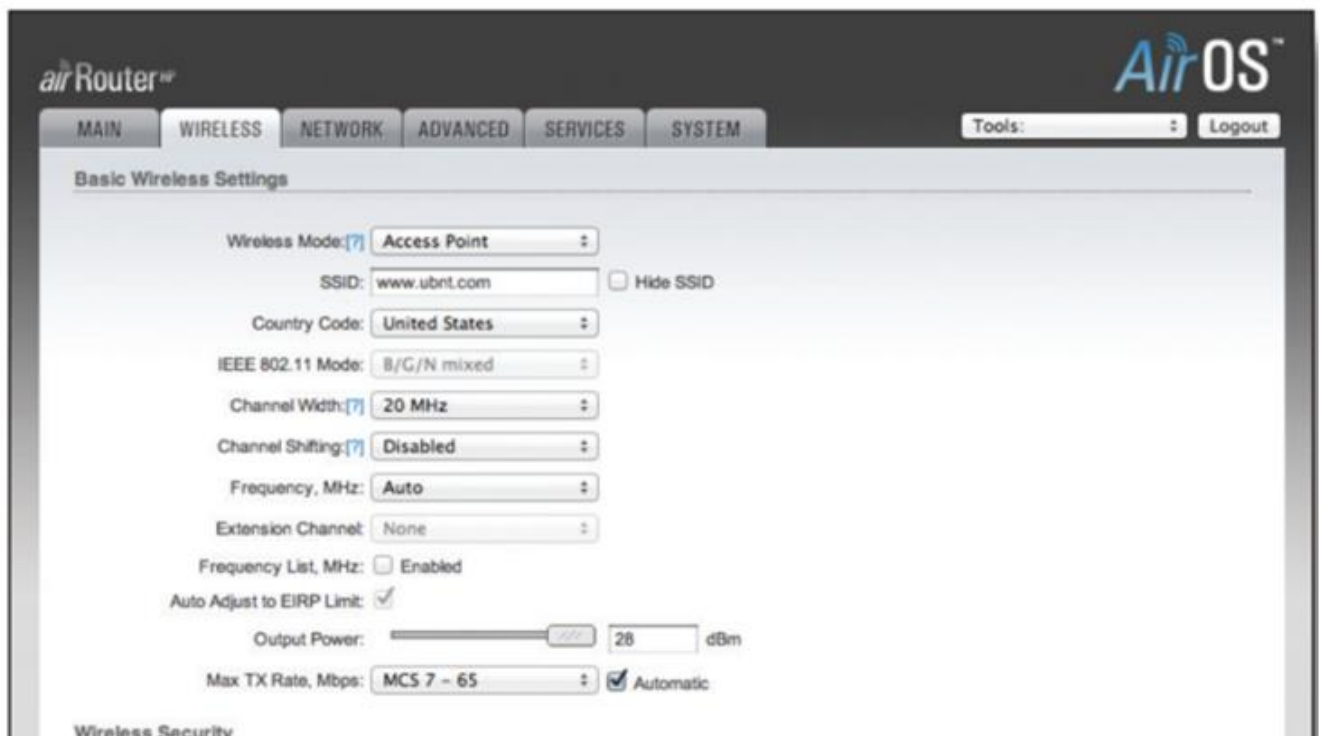 airRouter HP
AirOS™
MAIN WIRELESS NETWORK ADVANCED SERVICES SYSTEM Tools: Logout
Basic Wireless Settings
Wireless Mode:[?] Access Point
SSID: www.ubnt.com Hide SSID
Country Code: United States
IEEE 802.11 Mode: B/G/N mixed
Channel Width:[?] 20 MHz
Channel Shifting:[?] Disabled
Frequency, MHz: Auto
Extension Channel: None
Frequency List, MHz: Enabled
Auto Adjust to EIRP Limit:
Output Power: 28 dBm
Max TX Rate, Mbps: MCS 7 - 65 Automatic
Wireless Security